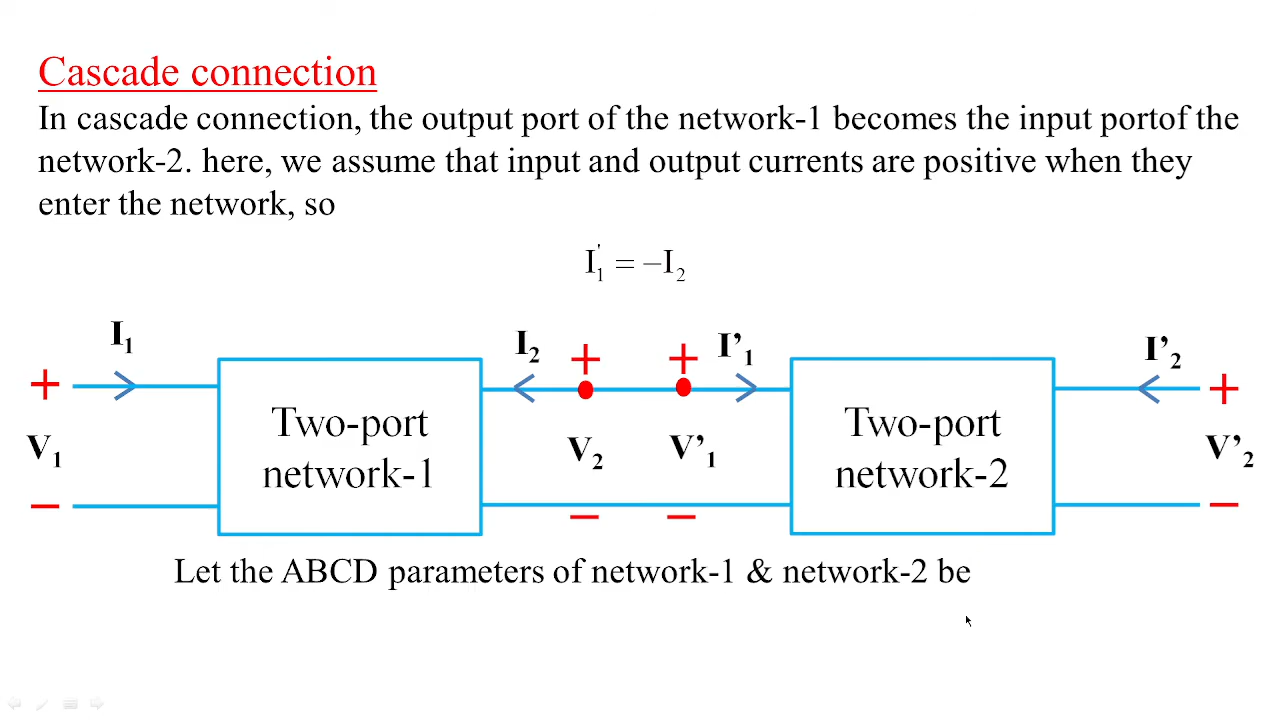 Cascade connection
In cascade connection, the output port of the network-1 becomes the input portof the
network-2. here, we assume that input and output currents are positive when they
enter the network, so
I'₁ = –I₂
I₁
I₂
I’₁
I’₂
+
+
+
+
Two-port
network-1
Two-port
network-2
V₁
V₂
V’₁
V’₂
–
–
–
–
Let the ABCD parameters of network-1 & network-2 be